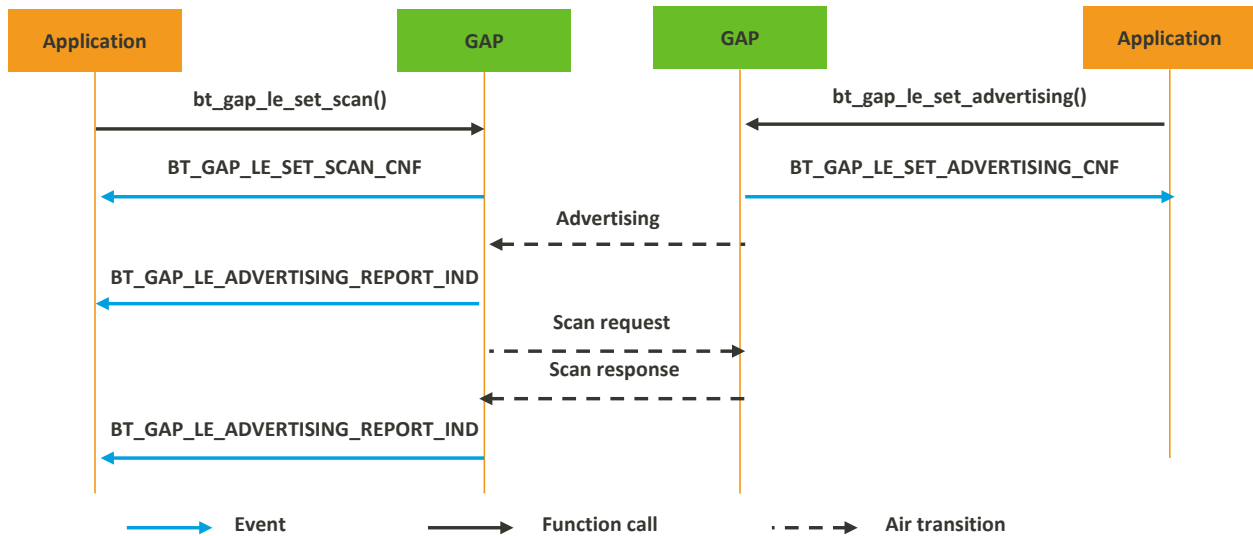 Application
GAP
GAP
Application
bt_gap_le_set_scan()
bt_gap_le_set_advertising()
BT_GAP_LE_SET_SCAN_CNF
BT_GAP_LE_SET_ADVERTISING_CNF
Advertising
BT_GAP_LE_ADVERTISING_REPORT_IND
Scan request
Scan response
BT_GAP_LE_ADVERTISING_REPORT_IND
Event
Function call
Air transition